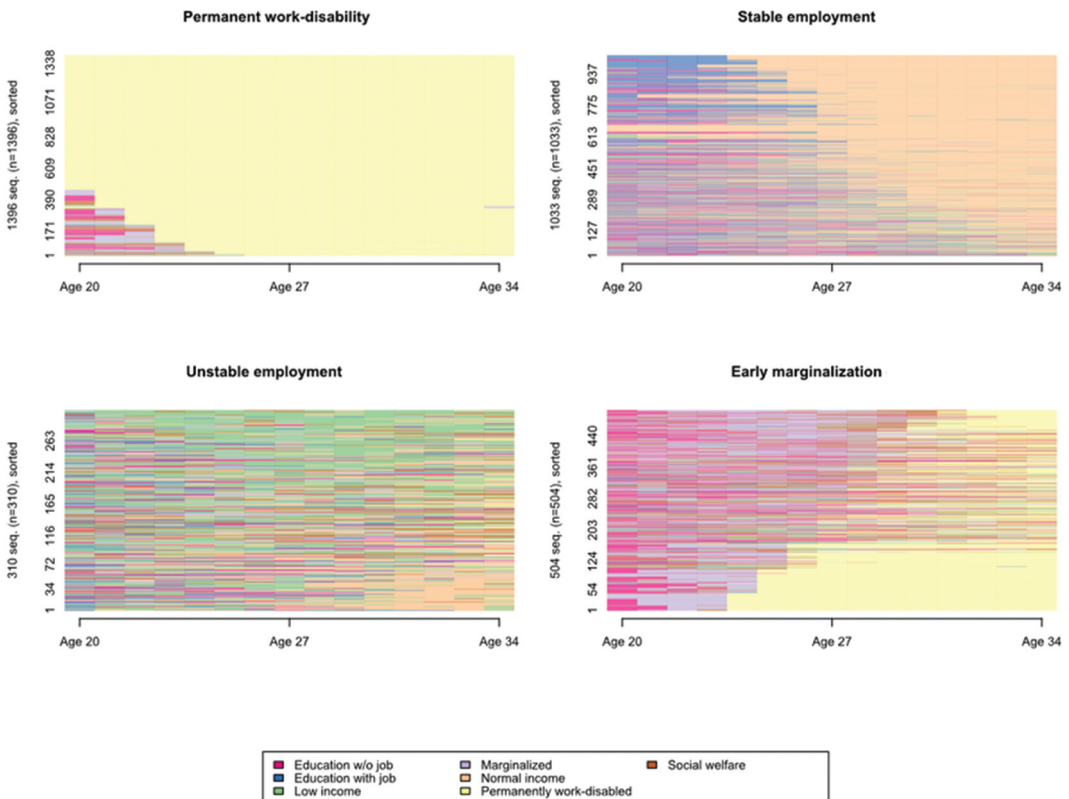 Permanent work-disability
1396 seq. (n=1396), sorted
1 171 390 609 828 1071 1338
Age 20 Age 27 Age 34
Stable employment
1033 seq. (n=1033), sorted
1 127 289 451 613 775 937
Age 20 Age 27 Age 34
Unstable employment
310 seq. (n=310), sorted
1 34 72 116 165 214 263
Age 20 Age 27 Age 34
Early marginalization
504 seq. (n=504), sorted
1 54 124 203 282 361 440
Age 20 Age 27 Age 34
Education w/o job Marginalized Social welfare
Education with job Normal income
Low income Permanently work-disabled